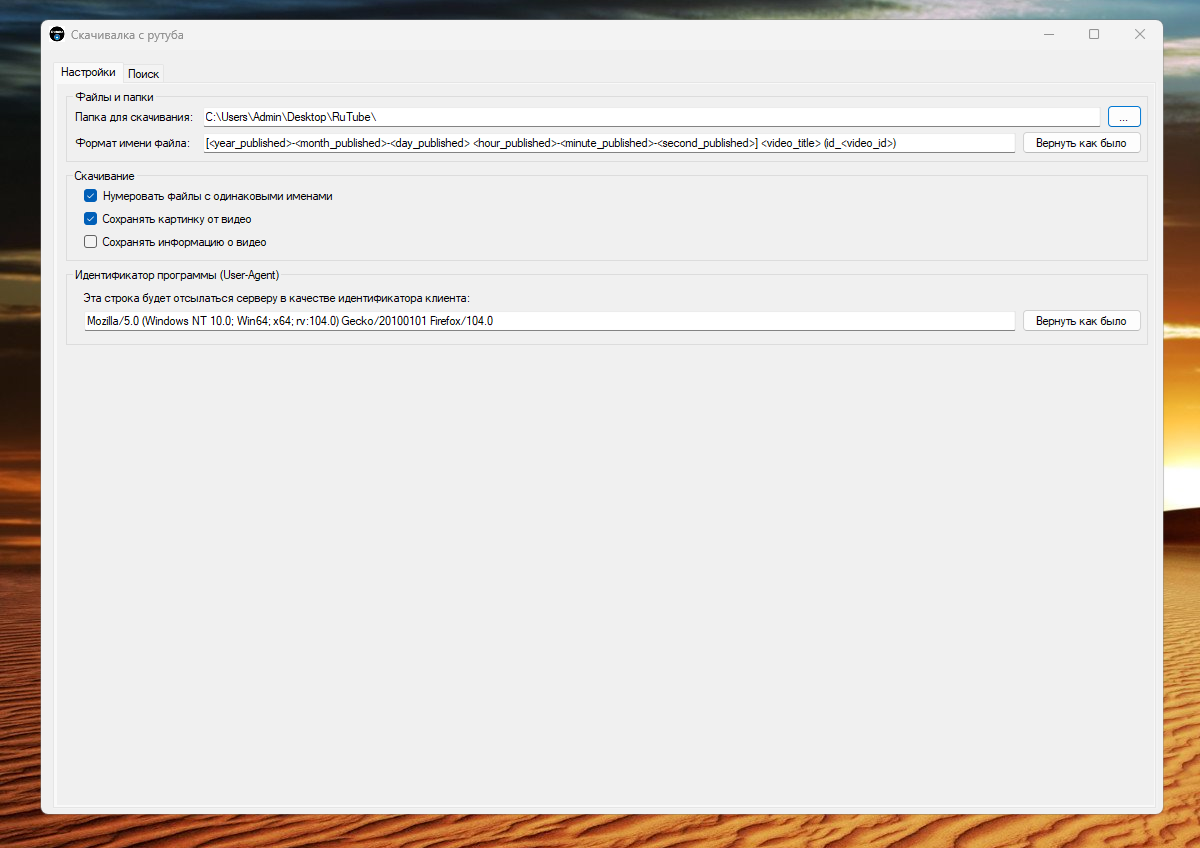 Скачивалка с рутуба
Настройки Поиск
Файлы и папки
Папка для скачивания: C:\Users\Admin\Desktop\RuTube\ ...
Формат имени файла: [<year_published>-<month_published>-<day_published> <hour_published>-<minute_published>-<second_published>] <video_title> (id_<video_id>) Вернуть как было
Скачивание
Нумеровать файлы с одинаковыми именами
Сохранять картинку от видео
Сохранять информацию о видео
Идентификатор программы (User-Agent)
Эта строка будет отсылаться серверу в качестве идентификатора клиента:
Mozilla/5.0 (Windows NT 10.0; Win64; x64; rv:104.0) Gecko/20100101 Firefox/104.0 Вернуть как было